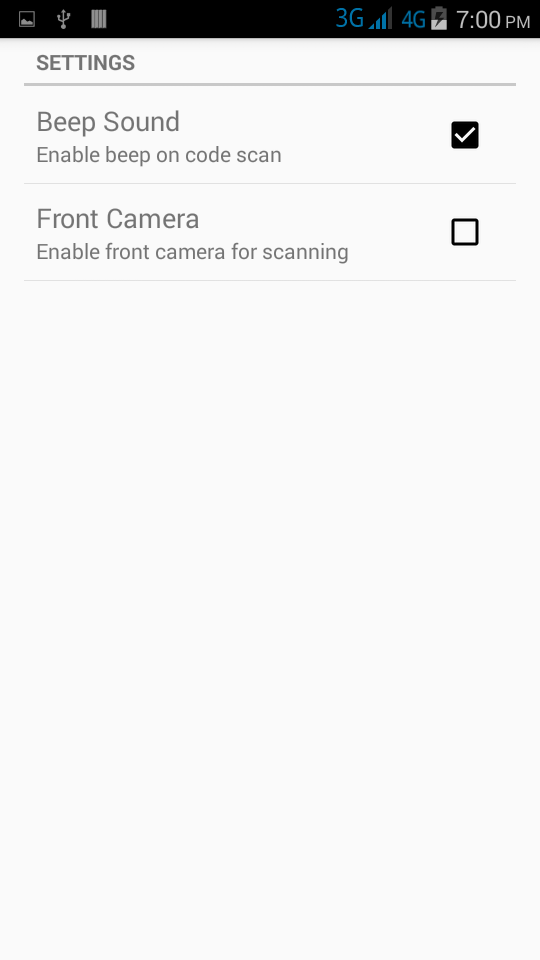 3G 4G 7:00 PM
SETTINGS
Beep Sound
Enable beep on code scan
Front Camera
Enable front camera for scanning